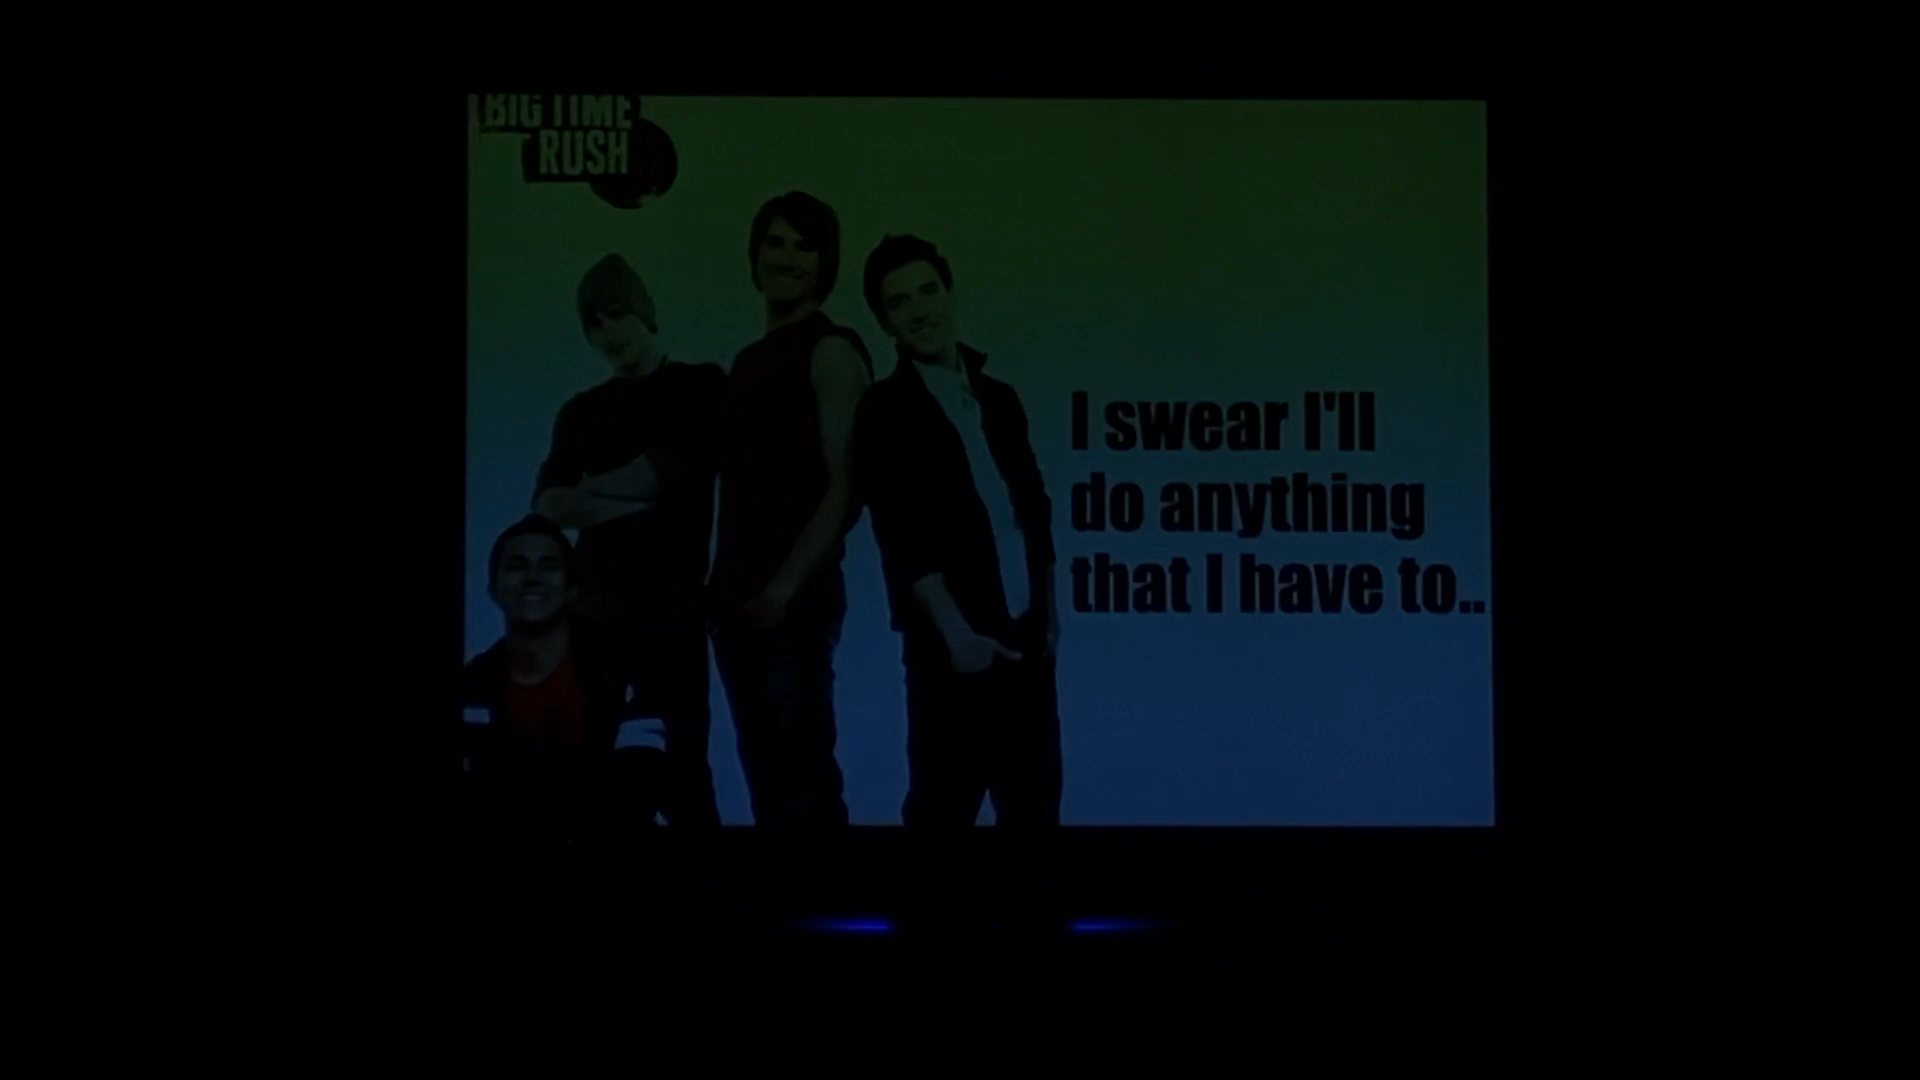 BIG TIME
RUSH
I swear I'll
do anything
that I have to..